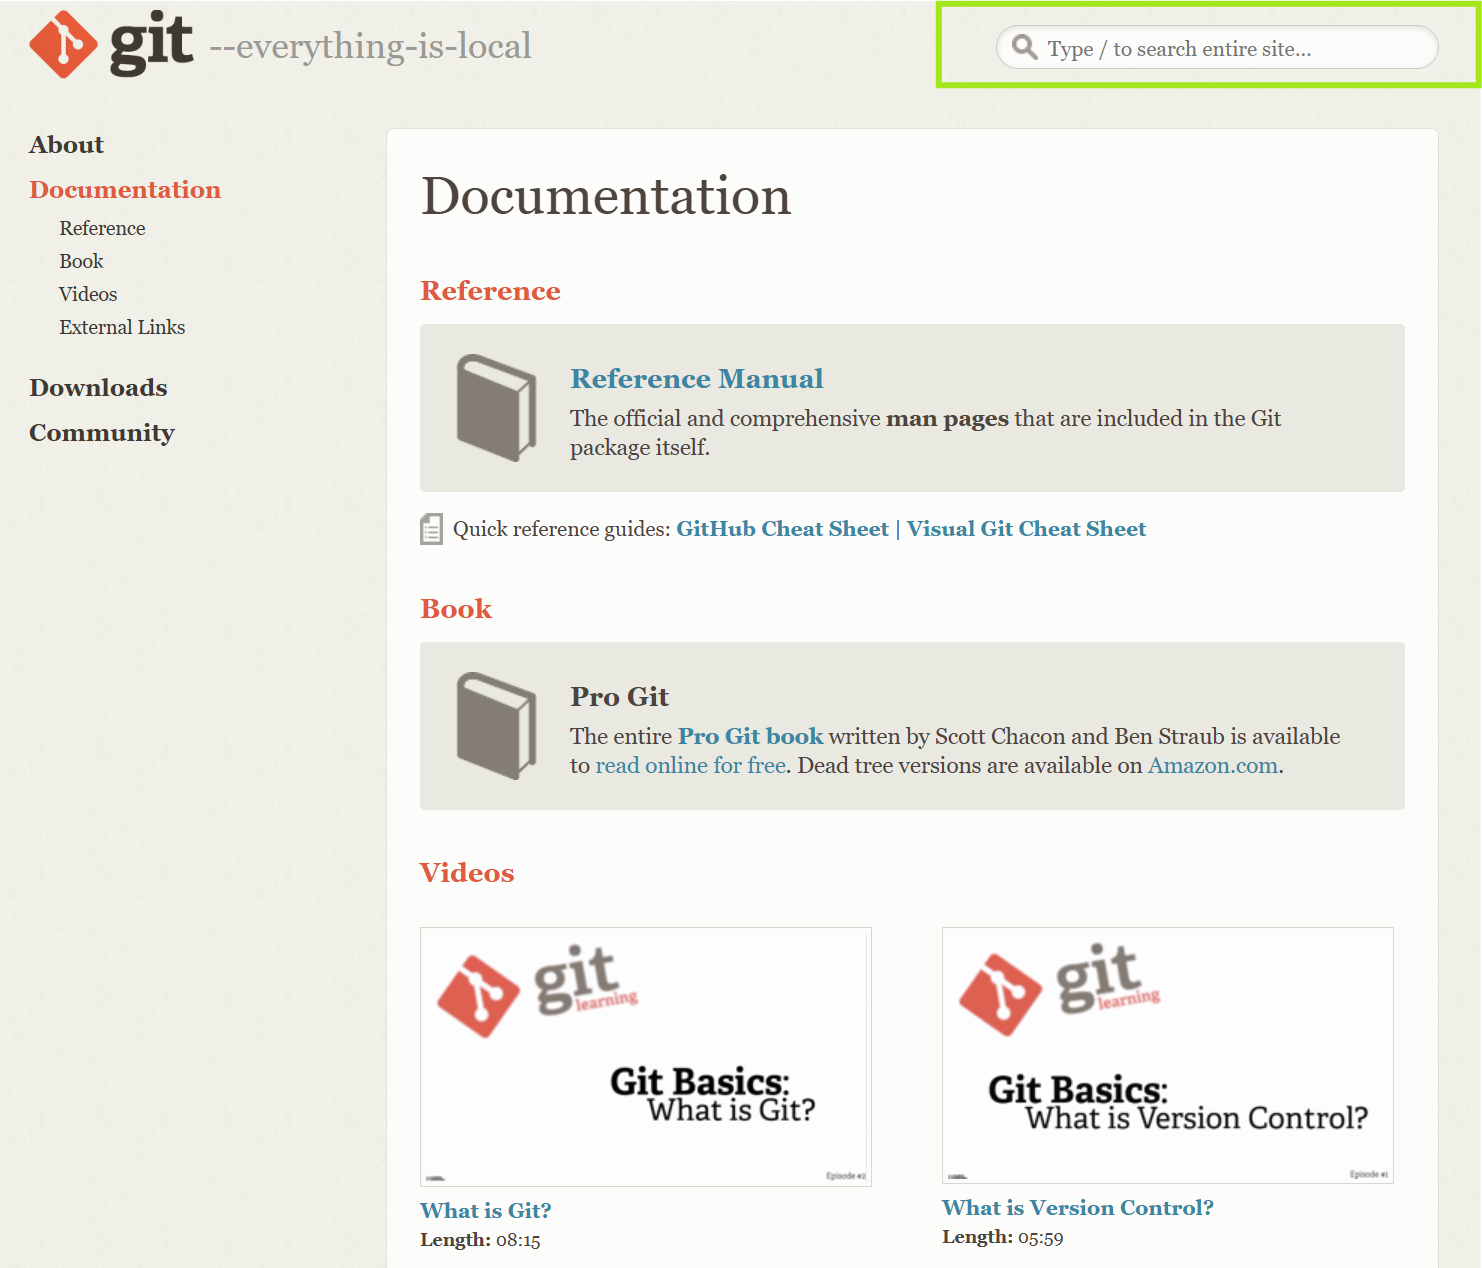 git --everything-is-local
Type / to search entire site...
About
Documentation
Reference
Book
Videos
External Links
Downloads
Community
Documentation
Reference
Reference Manual
The official and comprehensive man pages that are included in the Git
package itself.
Quick reference guides: GitHub Cheat Sheet | Visual Git Cheat Sheet
Book
Pro Git
The entire Pro Git book written by Scott Chacon and Ben Straub is available
to read online for free. Dead tree versions are available on Amazon.com.
Videos
git
learning
Git Basics:
What is Git?
Episode #2
What is Git?
Length: 08:15
git
learning
Git Basics:
What is Version Control?
Episode #1
What is Version Control?
Length: 05:59